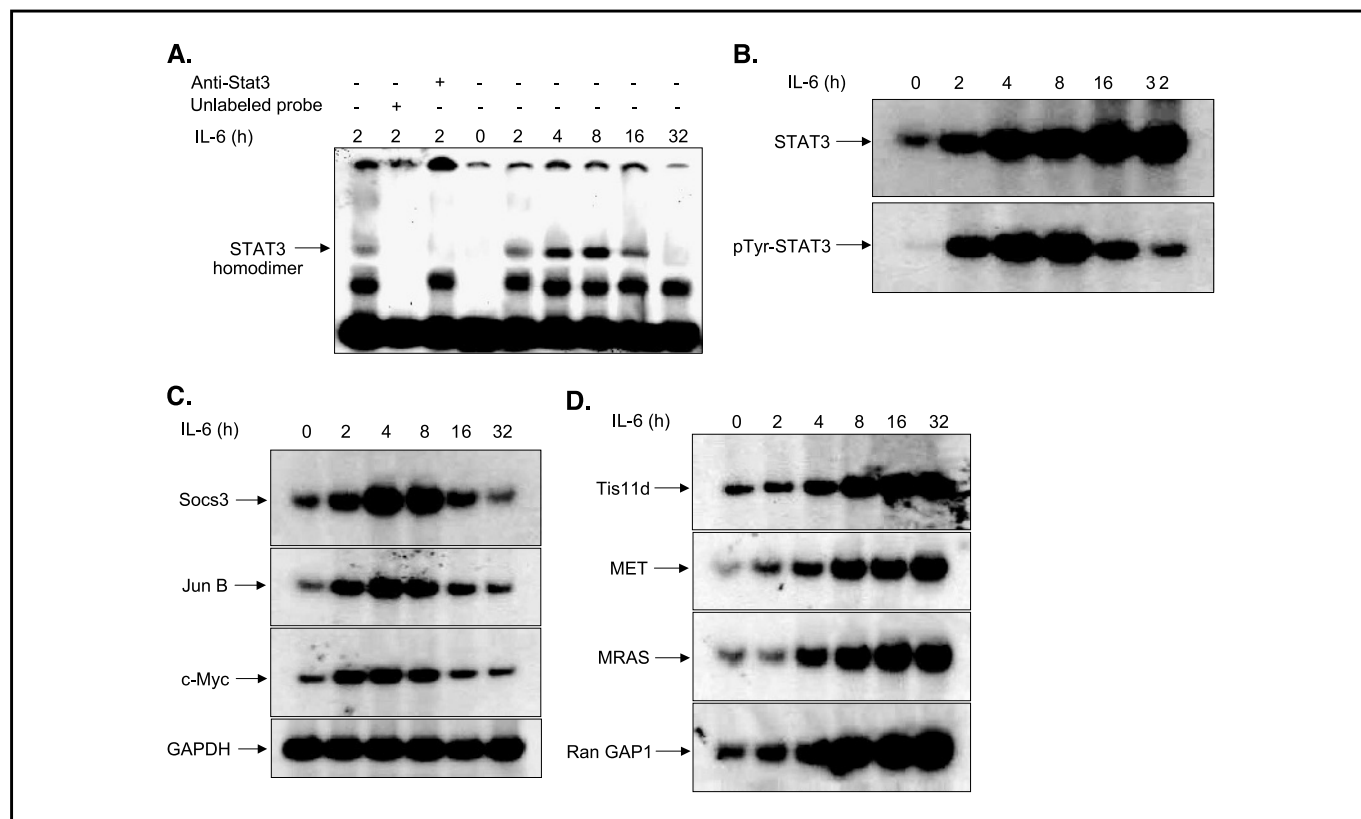 A.
Anti-Stat3 - - + - - - - - -
Unlabeled probe - + - - - - - - -
IL-6 (h) 2 2 2 0 2 4 8 16 32
STAT3
homodimer
B.
IL-6 (h) 0 2 4 8 16 32
STAT3
pTyr-STAT3
C.
IL-6 (h) 0 2 4 8 16 32
Socs3
Jun B
c-Myc
GAPDH
D.
IL-6 (h) 0 2 4 8 16 32
Tis11d
MET
MRAS
Ran GAP1